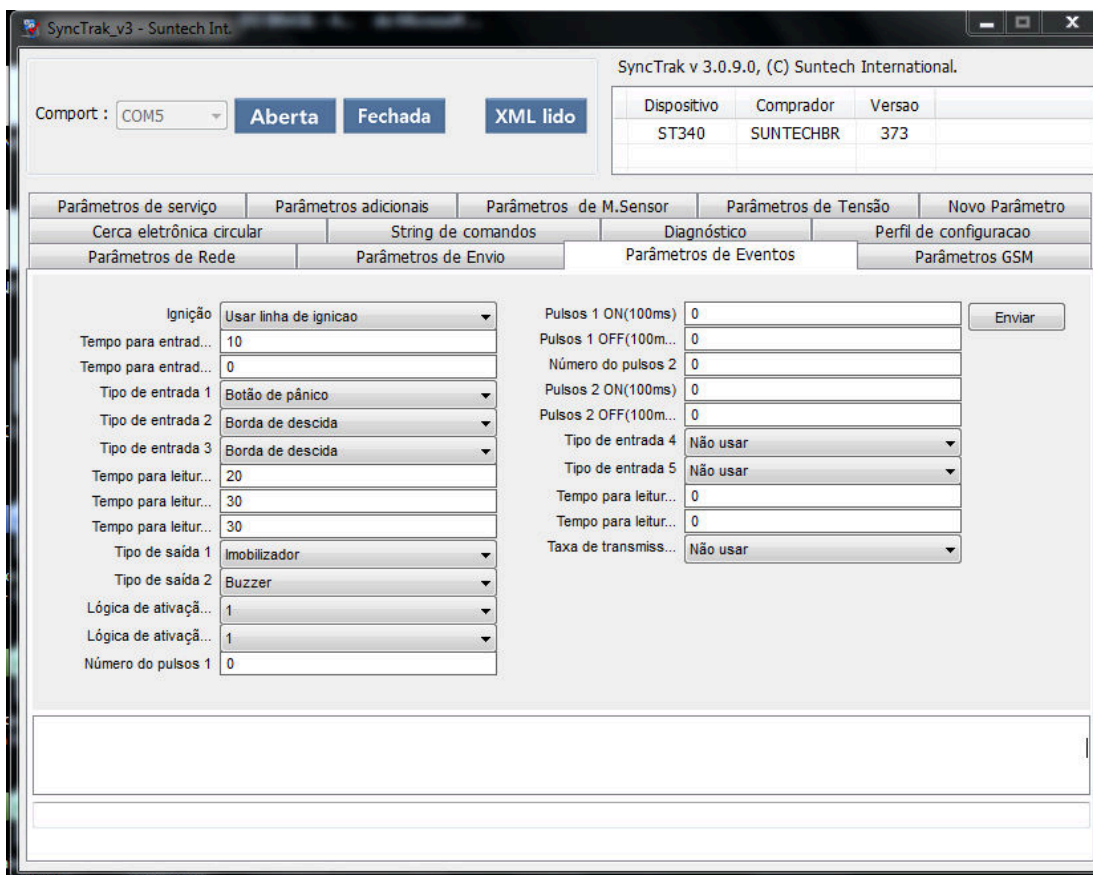 SyncTrak_v3 - Suntech Int.
SyncTrak v 3.0.9.0, (C) Suntech International.
Comport : COM5 Aberta Fechada XML lido
Dispositivo Comprador Versao
ST340 SUNTECHBR 373
Parâmetros de serviço Parâmetros adicionais Parâmetros de M.Sensor Parâmetros de Tensão Novo Parâmetro
Cerca eletrônica circular String de comandos Diagnóstico Perfil de configuracao
Parâmetros de Rede Parâmetros de Envio Parâmetros de Eventos Parâmetros GSM
Ignição Usar linha de ignicao
Tempo para entrad... 10
Tempo para entrad... 0
Tipo de entrada 1 Botão de pânico
Tipo de entrada 2 Borda de descida
Tipo de entrada 3 Borda de descida
Tempo para leitur... 20
Tempo para leitur... 30
Tempo para leitur... 30
Tipo de saída 1 Imobilizador
Tipo de saída 2 Buzzer
Lógica de ativaçã... 1
Lógica de ativaçã... 1
Número do pulsos 1 0
Pulsos 1 ON(100ms) 0
Pulsos 1 OFF(100m... 0
Número do pulsos 2 0
Pulsos 2 ON(100ms) 0
Pulsos 2 OFF(100m... 0
Tipo de entrada 4 Não usar
Tipo de entrada 5 Não usar
Tempo para leitur... 0
Tempo para leitur... 0
Taxa de transmiss... Não usar
Enviar